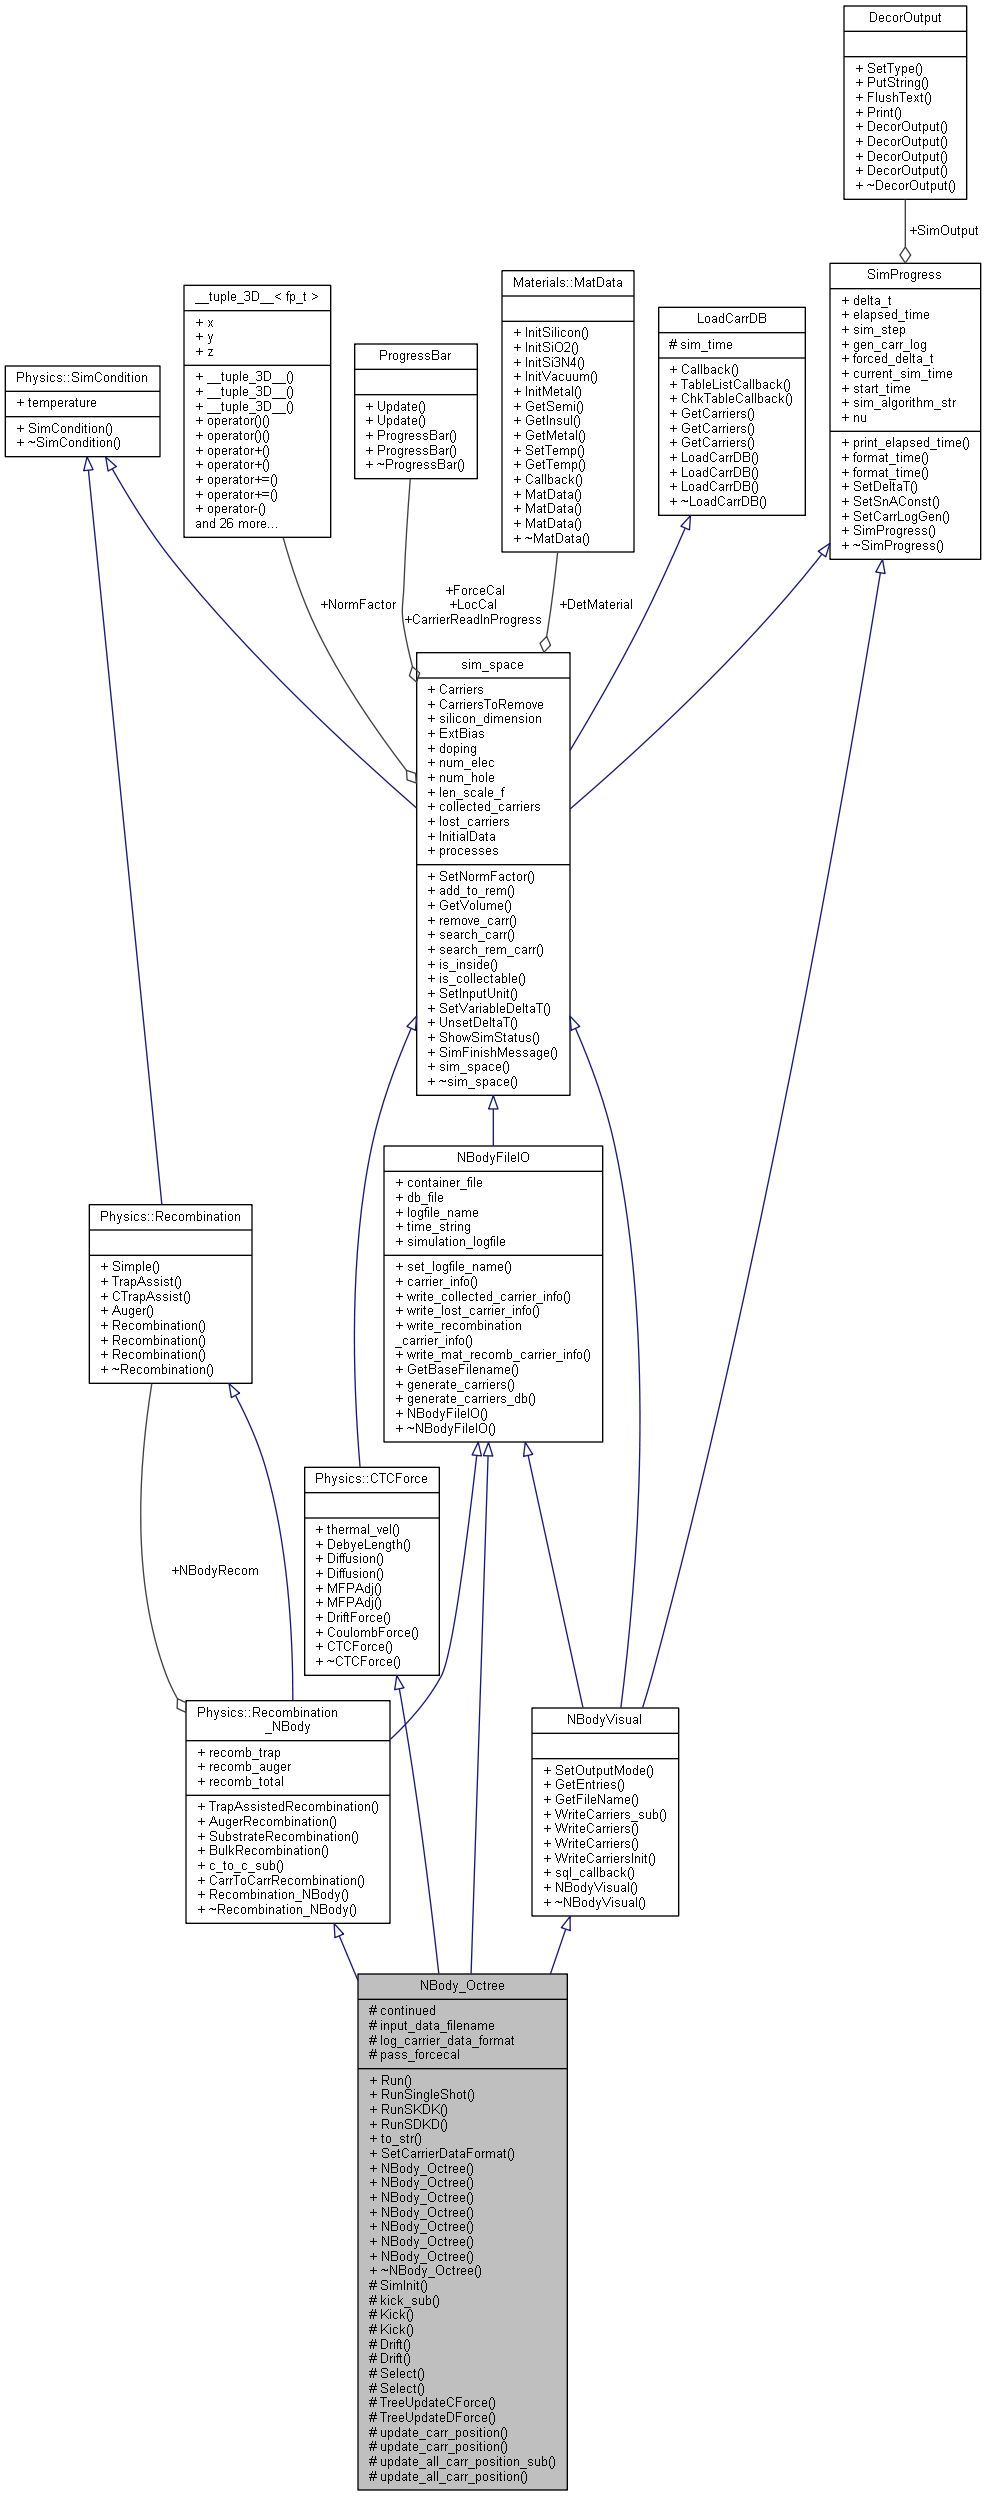 DecorOutput
+ SetType()
+ PutString()
+ FlushText()
+ Print()
+ DecorOutput()
+ DecorOutput()
+ DecorOutput()
+ DecorOutput()
+ ~DecorOutput()
+SimOutput
SimProgress
+ delta_t
+ elapsed_time
+ sim_step
+ gen_carr_log
+ forced_delta_t
+ current_sim_time
+ start_time
+ sim_algorithm_str
+ nu
+ print_elapsed_time()
+ format_time()
+ format_time()
+ SetDeltaT()
+ SetSnAConst()
+ SetCarrLogGen()
+ SimProgress()
+ ~SimProgress()
Materials::MatData
+ InitSilicon()
+ InitSiO2()
+ InitSi3N4()
+ InitVacuum()
+ InitMetal()
+ GetSemi()
+ GetInsul()
+ GetMetal()
+ SetTemp()
+ GetTemp()
+ Callback()
+ MatData()
+ MatData()
+ MatData()
+ ~MatData()
__tuple_3D__< fp_t >
+ x
+ y
+ z
+ __tuple_3D__()
+ __tuple_3D__()
+ __tuple_3D__()
+ operator()()
+ operator()()
+ operator+()
+ operator+()
+ operator+=()
+ operator+=()
+ operator-()
and 26 more...
LoadCarrDB
# sim_time
+ Callback()
+ TableListCallback()
+ ChkTableCallback()
+ GetCarriers()
+ GetCarriers()
+ GetCarriers()
+ LoadCarrDB()
+ LoadCarrDB()
+ LoadCarrDB()
+ ~LoadCarrDB()
ProgressBar
+ Update()
+ Update()
+ ProgressBar()
+ ProgressBar()
+ ~ProgressBar()
Physics::SimCondition
+ temperature
+ SimCondition()
+ ~SimCondition()
+NormFactor
+ForceCal
+LocCal
+CarrierReadInProgress
+DetMaterial
sim_space
+ Carriers
+ CarriersToRemove
+ silicon_dimension
+ ExtBias
+ doping
+ num_elec
+ num_hole
+ len_scale_f
+ collected_carriers
+ lost_carriers
+ InitialData
+ processes
+ SetNormFactor()
+ add_to_rem()
+ GetVolume()
+ remove_carr()
+ search_carr()
+ search_rem_carr()
+ is_inside()
+ is_collectable()
+ SetInputUnit()
+ SetVariableDeltaT()
+ UnsetDeltaT()
+ ShowSimStatus()
+ SimFinishMessage()
+ sim_space()
+ ~sim_space()
NBodyFileIO
+ container_file
+ db_file
+ logfile_name
+ time_string
+ simulation_logfile
+ set_logfile_name()
+ carrier_info()
+ write_collected_carrier_info()
+ write_lost_carrier_info()
+ write_recombination
_carrier_info()
+ write_mat_recomb_carrier_info()
+ GetBaseFilename()
+ generate_carriers()
+ generate_carriers_db()
+ NBodyFileIO()
+ ~NBodyFileIO()
Physics::Recombination
+ Simple()
+ TrapAssist()
+ CTrapAssist()
+ Auger()
+ Recombination()
+ Recombination()
+ Recombination()
+ ~Recombination()
Physics::CTCForce
+ thermal_vel()
+ DebyeLength()
+ Diffusion()
+ Diffusion()
+ MFPAdj()
+ MFPAdj()
+ DriftForce()
+ CoulombForce()
+ CTCForce()
+ ~CTCForce()
+NBodyRecom
Physics::Recombination
_NBody
+ recomb_trap
+ recomb_auger
+ recomb_total
+ TrapAssistedRecombination()
+ AugerRecombination()
+ SubstrateRecombination()
+ BulkRecombination()
+ c_to_c_sub()
+ CarrToCarrRecombination()
+ Recombination_NBody()
+ ~Recombination_NBody()
NBodyVisual
+ SetOutputMode()
+ GetEntries()
+ GetFileName()
+ WriteCarriers_sub()
+ WriteCarriers()
+ WriteCarriers()
+ WriteCarriersInit()
+ sql_callback()
+ NBodyVisual()
+ ~NBodyVisual()
NBody_Octree
# continued
# input_data_filename
# log_carrier_data_format
# pass_forcecal
+ Run()
+ RunSingleShot()
+ RunSKDK()
+ RunSDKD()
+ to_str()
+ SetCarrierDataFormat()
+ NBody_Octree()
+ NBody_Octree()
+ NBody_Octree()
+ NBody_Octree()
+ NBody_Octree()
+ NBody_Octree()
+ NBody_Octree()
+ ~NBody_Octree()
# SimInit()
# kick_sub()
# Kick()
# Kick()
# Drift()
# Drift()
# Select()
# Select()
# TreeUpdateCForce()
# TreeUpdateDForce()
# update_carr_position()
# update_carr_position()
# update_all_carr_position_sub()
# update_all_carr_position()